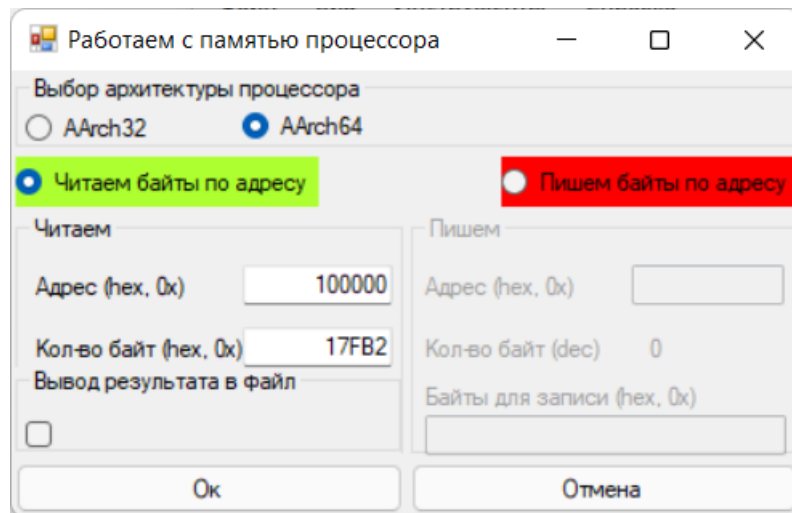 Работаем с памятью процессора
Выбор архитектуры процессора
AArch32 AArch64
Читаем байты по адресу Пишем байты по адресу
Читаем Пишем
Адрес (hex, 0x) 100000 Адрес (hex, 0x)
Кол-во байт (hex, 0x) 17FB2 Кол-во байт (dec) 0
Вывод результата в файл
Байты для записи (hex, 0x)
Ок Отмена